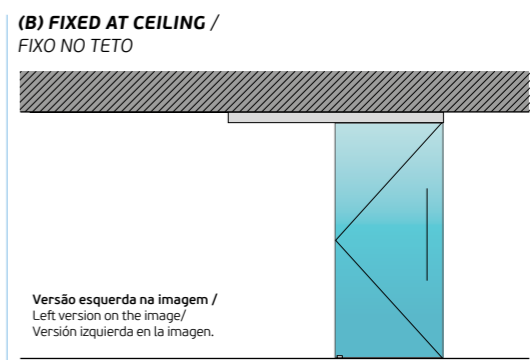 (B) FIXED AT CEILING /
FIXO NO TETO
Versão esquerda na imagem /
Left version on the image/
Versión izquierda en la imagen.